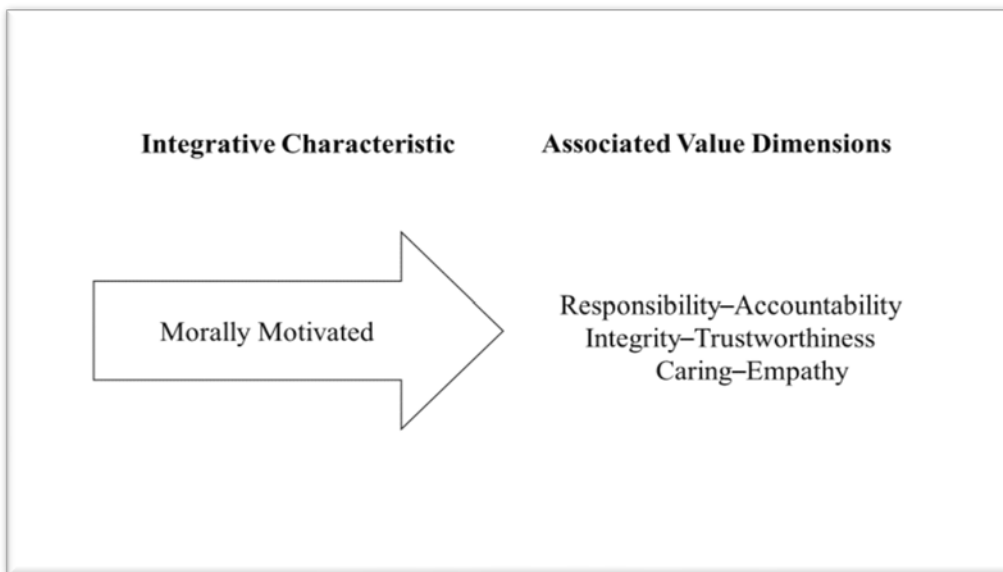 Integrative Characteristic
Associated Value Dimensions
Morally Motivated
Responsibility–Accountability
Integrity–Trustworthiness
Caring–Empathy